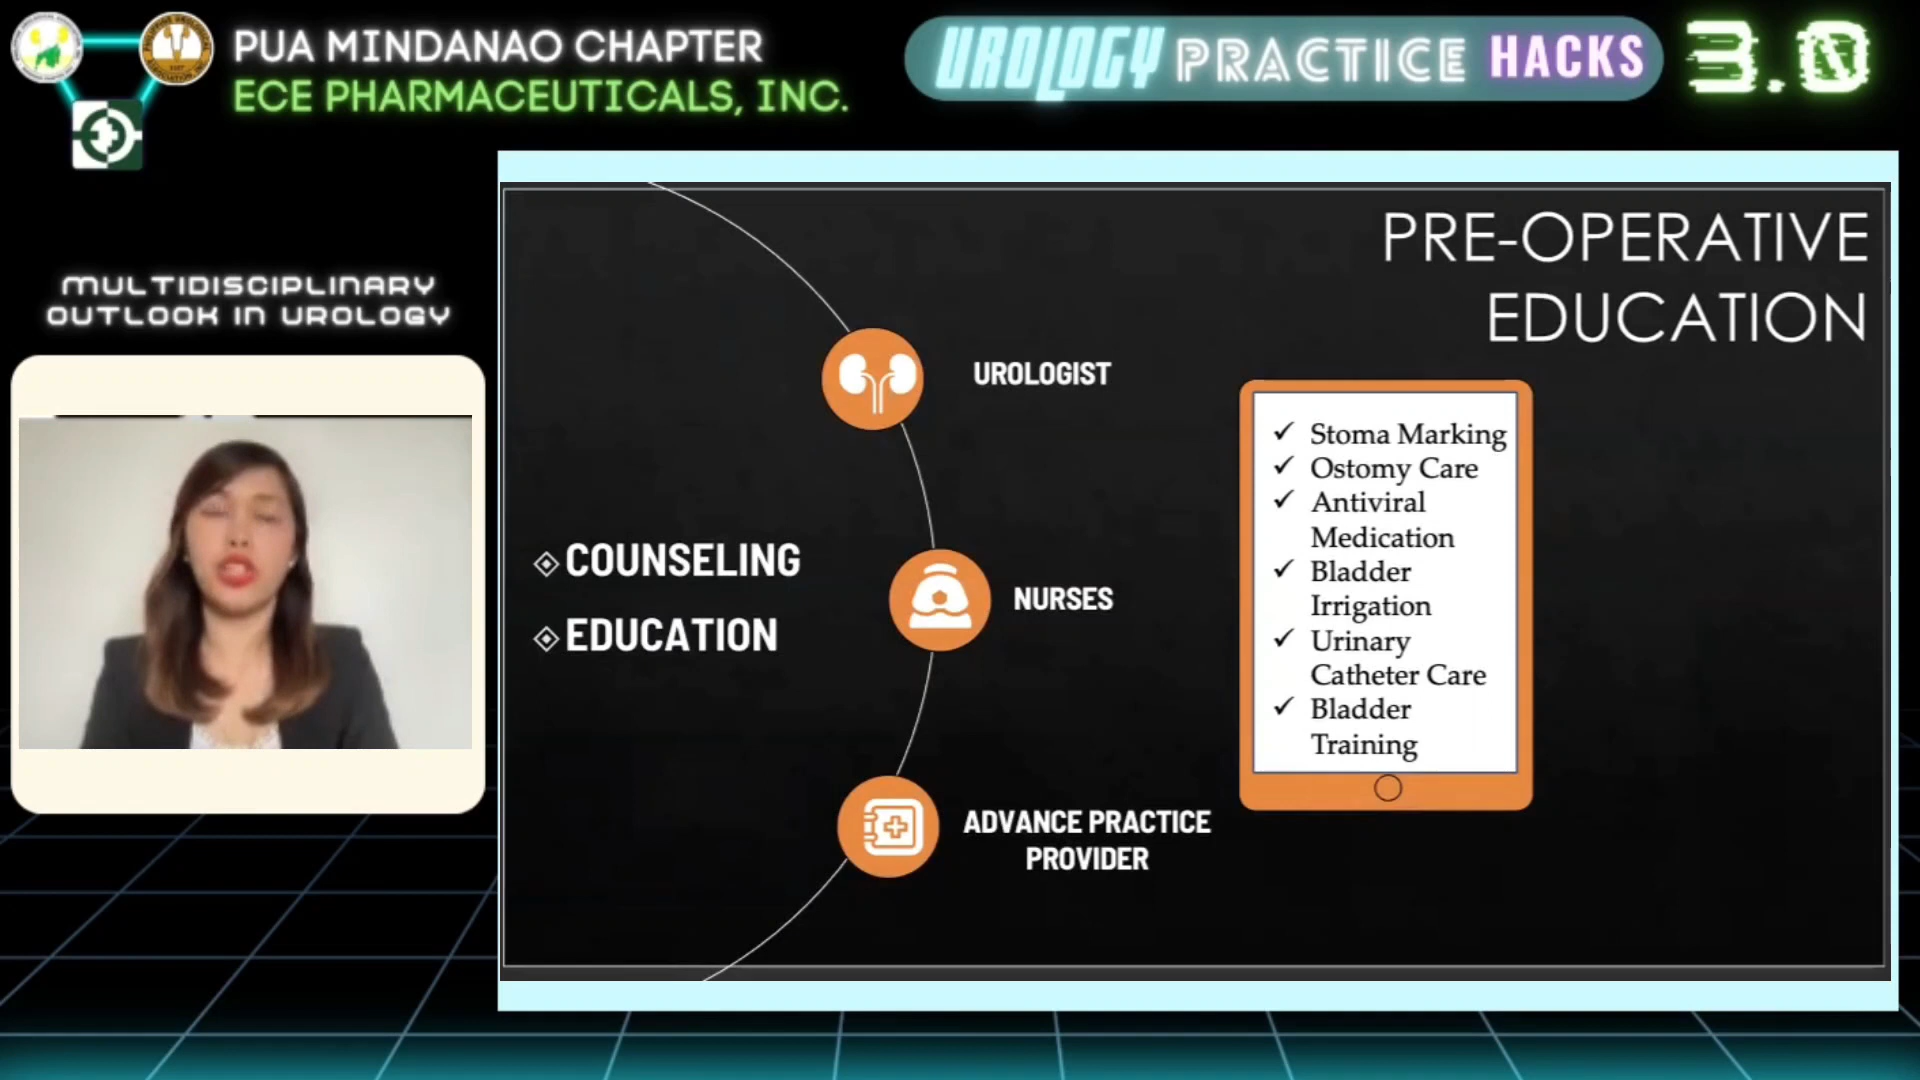 PUA MINDANAO CHAPTER
ECE PHARMACEUTICALS, INC.
UROLOGY PRACTICE HACKS 3.0
MULTIDISCIPLINARY
OUTLOOK IN UROLOGY
PRE-OPERATIVE
EDUCATION
COUNSELING
EDUCATION
UROLOGIST
NURSES
ADVANCE PRACTICE
PROVIDER
✓ Stoma Marking
✓ Ostomy Care
✓ Antiviral
Medication
✓ Bladder
Irrigation
✓ Urinary
Catheter Care
✓ Bladder
Training